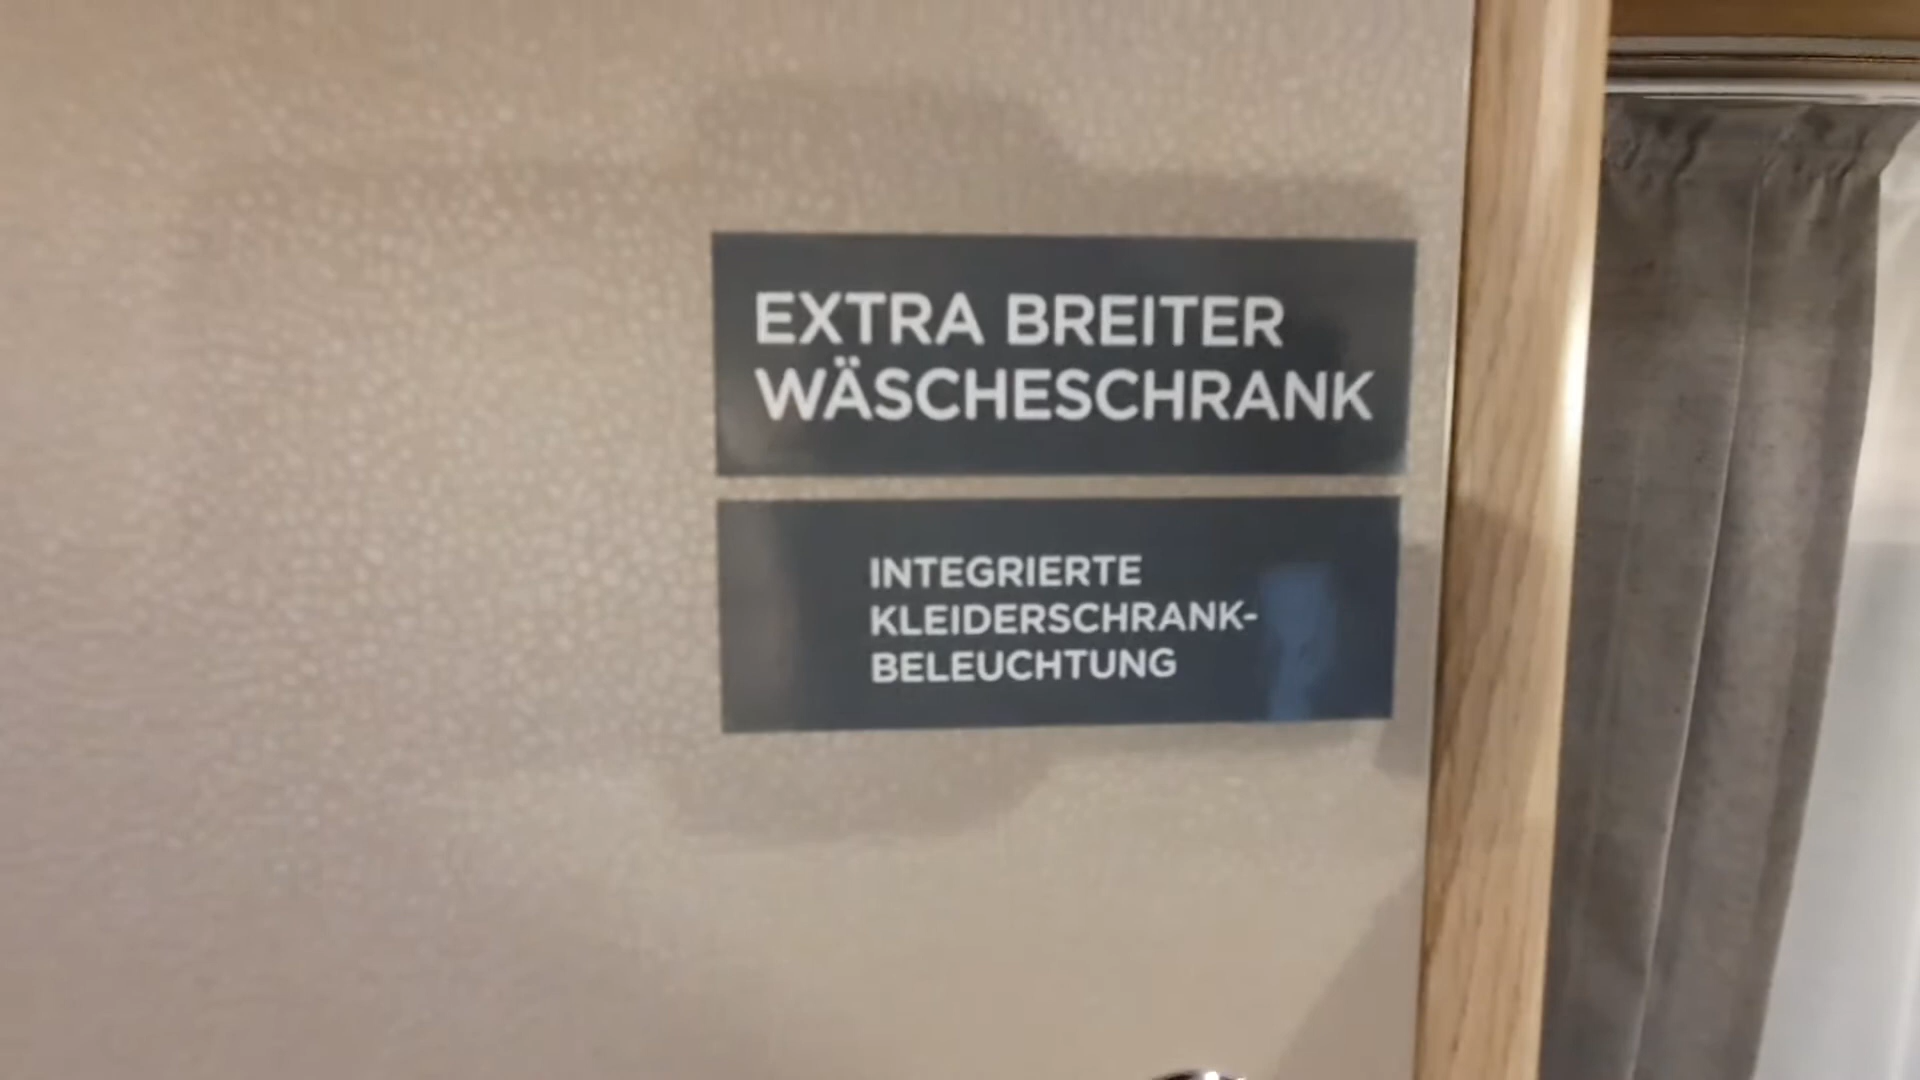 EXTRA BREITER
WÄSCHESCHRANK
INTEGRIERTE
KLEIDERSCHRANK-
BELEUCHTUNG